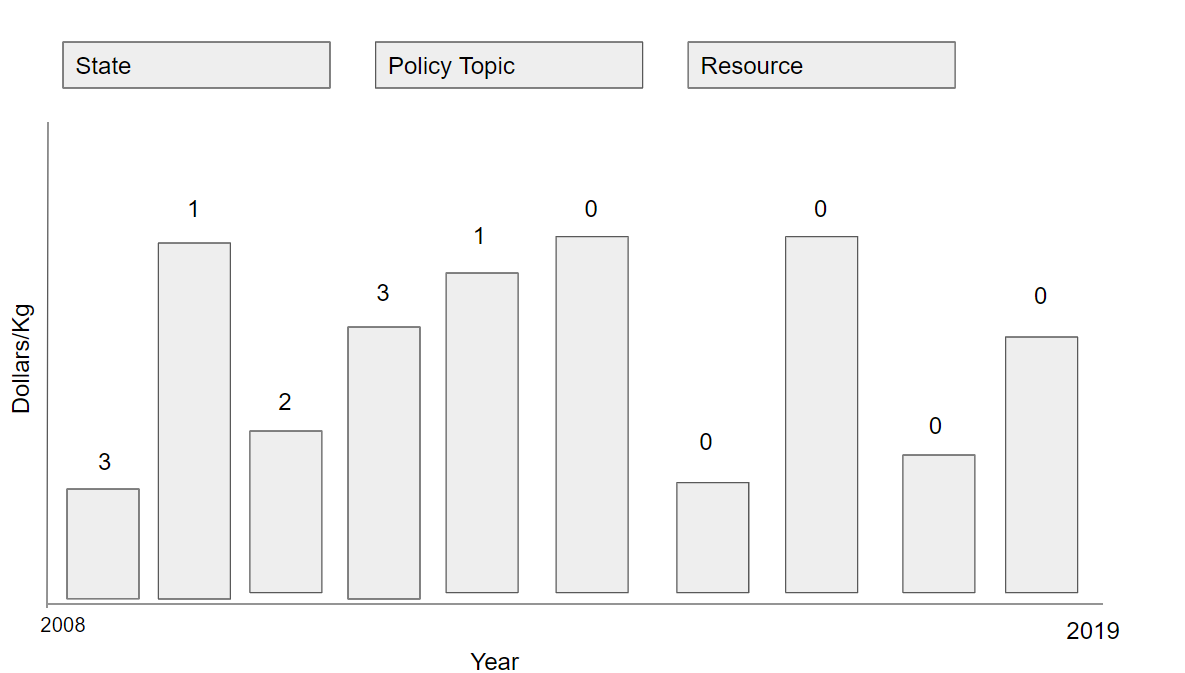 State
Policy Topic
Resource
1
0
0
1
3
0
2
0
0
3
Dollars/Kg
2008
2019
Year